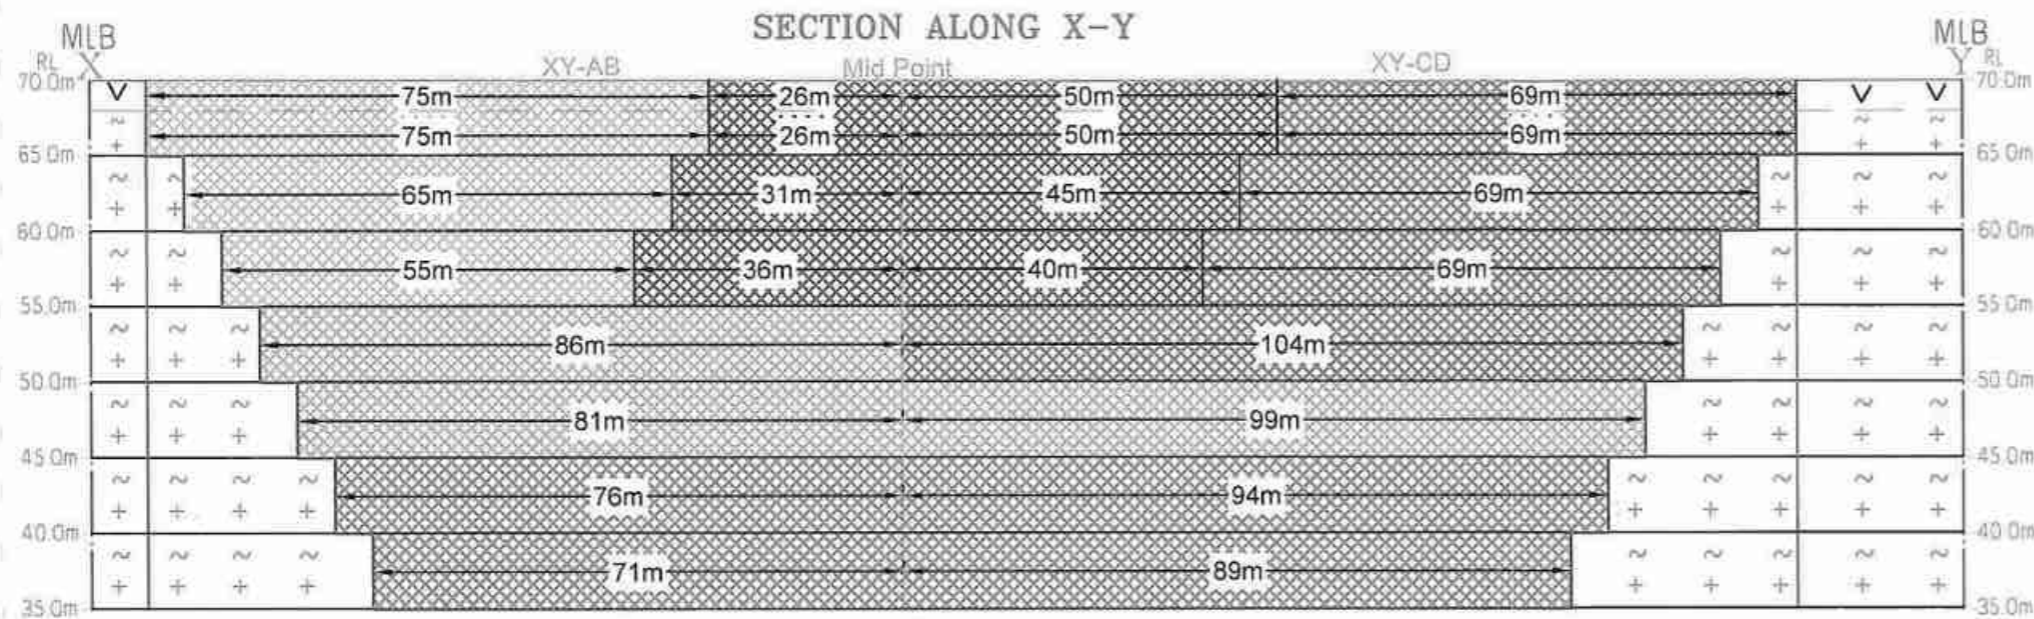 SECTION ALONG X-Y
MLB MLB
RL X XY-AB Mid Point XY-CD Y RL
70.0m V 75m 26m 50m 69m V V 70.0m
~ 75m 26m 50m 69m ~ ~
+ + +
65.0m 65.0m
~ ~ 65m 31m 45m 69m ~ ~ ~
+ + + + +
60.0m 60.0m
~ ~ 55m 36m 40m 69m ~ ~ ~
+ + + + +
55.0m 55.0m
~ ~ ~ 86m 104m ~ ~ ~ ~
+ + + + + + +
50.0m 50.0m
~ ~ ~ 81m 99m ~ ~ ~ ~
+ + + + + + +
45.0m 45.0m
~ ~ ~ ~ 76m 94m ~ ~ ~ ~ ~
+ + + + + + + + +
40.0m 40.0m
~ ~ ~ ~ 71m 89m ~ ~ ~ ~ ~
+ + + + + + + + +
35.0m 35.0m